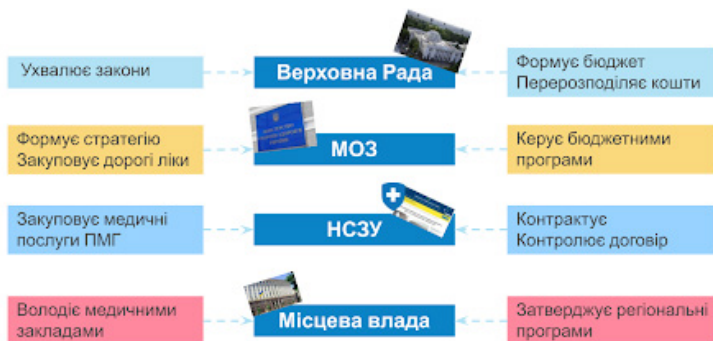 Ухвалює закони
Верховна Рада
Формує бюджет
Перерозподіляє кошти
Формує стратегію
Закуповує дорогі ліки
МОЗ
Керує бюджетними
програми
Закуповує медичні
послуги ПМГ
НСЗУ
Контрактує
Контролює договір
Володіє медичними
закладами
Місцева влада
Затверджує регіональні
програми